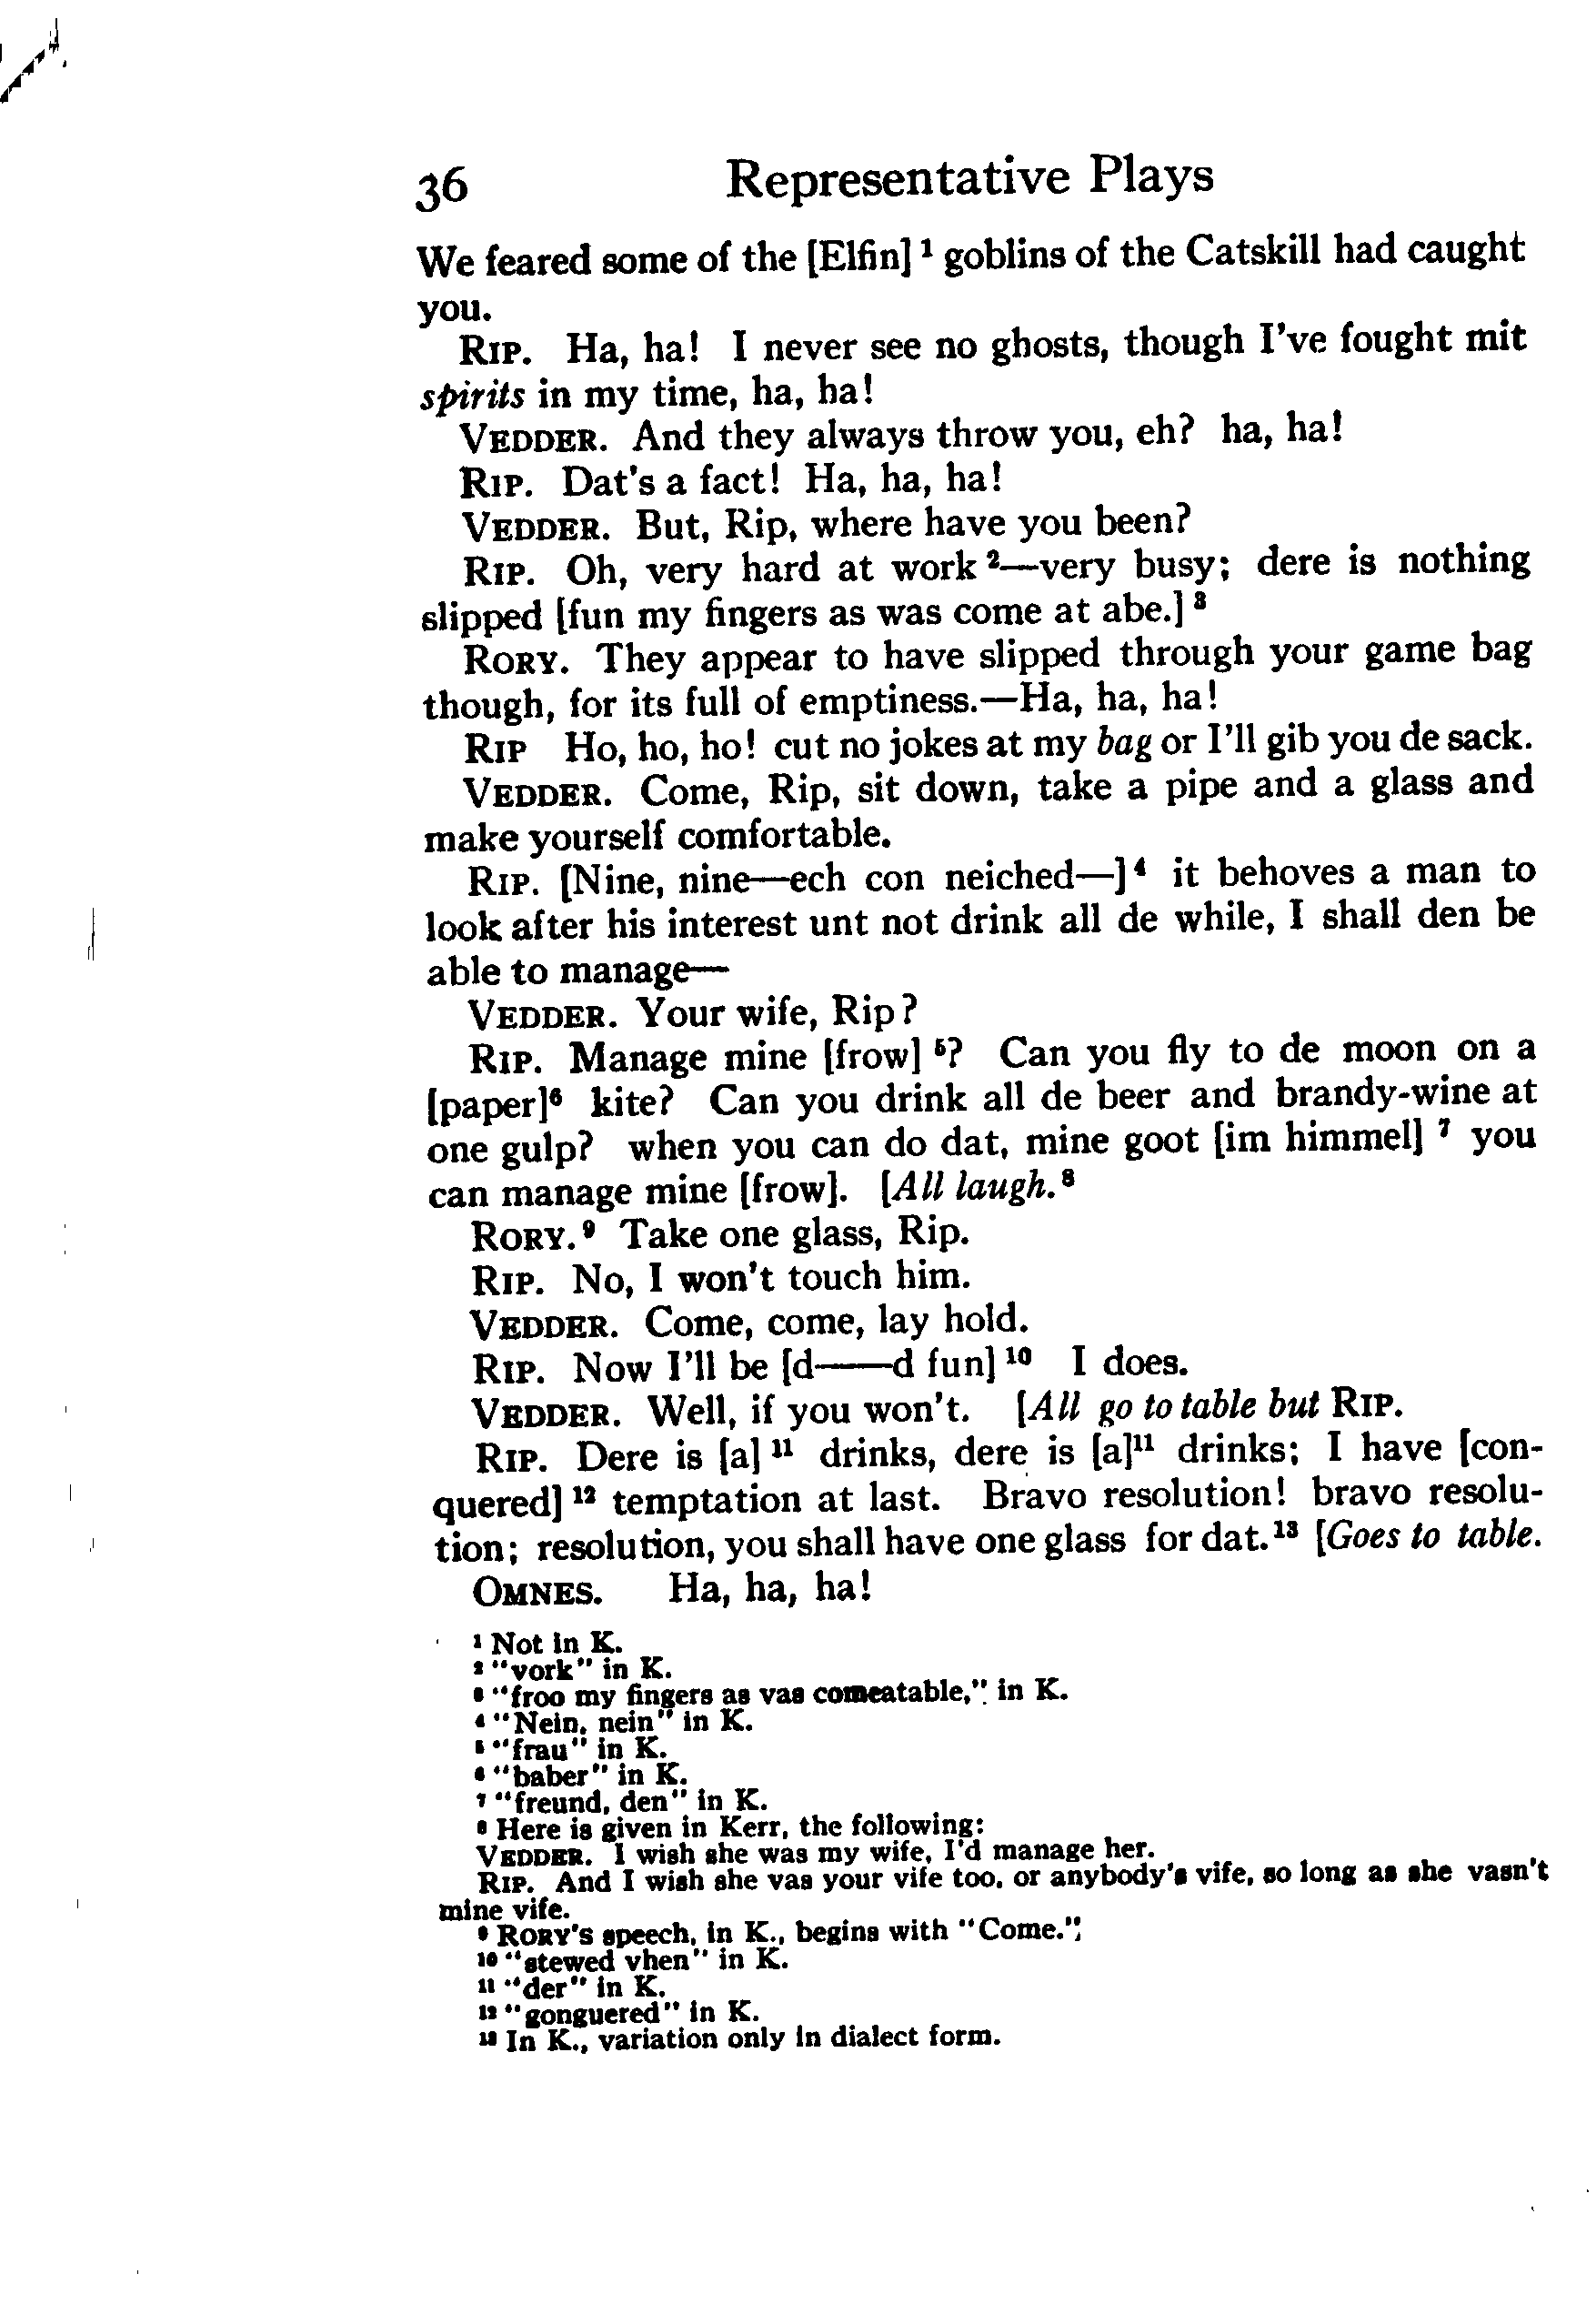 36 Representative Plays
We feared some of the [Elfin] ¹ goblins of the Catskill had caught
you.
RIP. Ha, ha! I never see no ghosts, though I've fought mit
spirits in my time, ha, ha!
VEDDER. And they always throw you, eh? ha, ha!
RIP. Dat's a fact! Ha, ha, ha!
VEDDER. But, Rip, where have you been?
RIP. Oh, very hard at work ²—very busy; dere is nothing
slipped [fun my fingers as was come at abe.] ³
RORY. They appear to have slipped through your game bag
though, for its full of emptiness.—Ha, ha, ha!
RIP Ho, ho, ho! cut no jokes at my bag or I'll gib you de sack.
VEDDER. Come, Rip, sit down, take a pipe and a glass and
make yourself comfortable.
RIP. [Nine, nine—ech con neiched—] ⁴ it behoves a man to
look after his interest unt not drink all de while, I shall den be
able to manage—
VEDDER. Your wife, Rip?
RIP. Manage mine [frow] ⁵? Can you fly to de moon on a
[paper]⁶ kite? Can you drink all de beer and brandy-wine at
one gulp? when you can do dat, mine goot [im himmel] ⁷ you
can manage mine [frow]. [All laugh. ⁸
RORY. ⁹ Take one glass, Rip.
RIP. No, I won't touch him.
VEDDER. Come, come, lay hold.
RIP. Now I'll be [d——d fun] ¹⁰ I does.
VEDDER. Well, if you won't. [All go to table but RIP.
RIP. Dere is [a] ¹¹ drinks, dere is [a]¹¹ drinks; I have [con-
quered] ¹² temptation at last. Bravo resolution! bravo resolu-
tion; resolution, you shall have one glass for dat.¹³ [Goes to table.
OMNES. Ha, ha, ha!
¹ Not in K.
² "vork" in K.
³ "froo my fingers as vas comeatable," in K.
⁴ "Nein, nein" in K.
⁵ "frau" in K.
⁶ "baber" in K.
⁷ "freund, den" in K.
⁸ Here is given in Kerr, the following:
VEDDER. I wish she was my wife, I'd manage her.
RIP. And I wish she vas your vife too, or anybody's vife, so long as she vasn't
mine vife.
⁹ RORY'S speech, in K., begins with "Come."
¹⁰ "stewed vhen" in K.
¹¹ "der" in K.
¹² "gonguered" in K.
¹³ In K., variation only in dialect form.